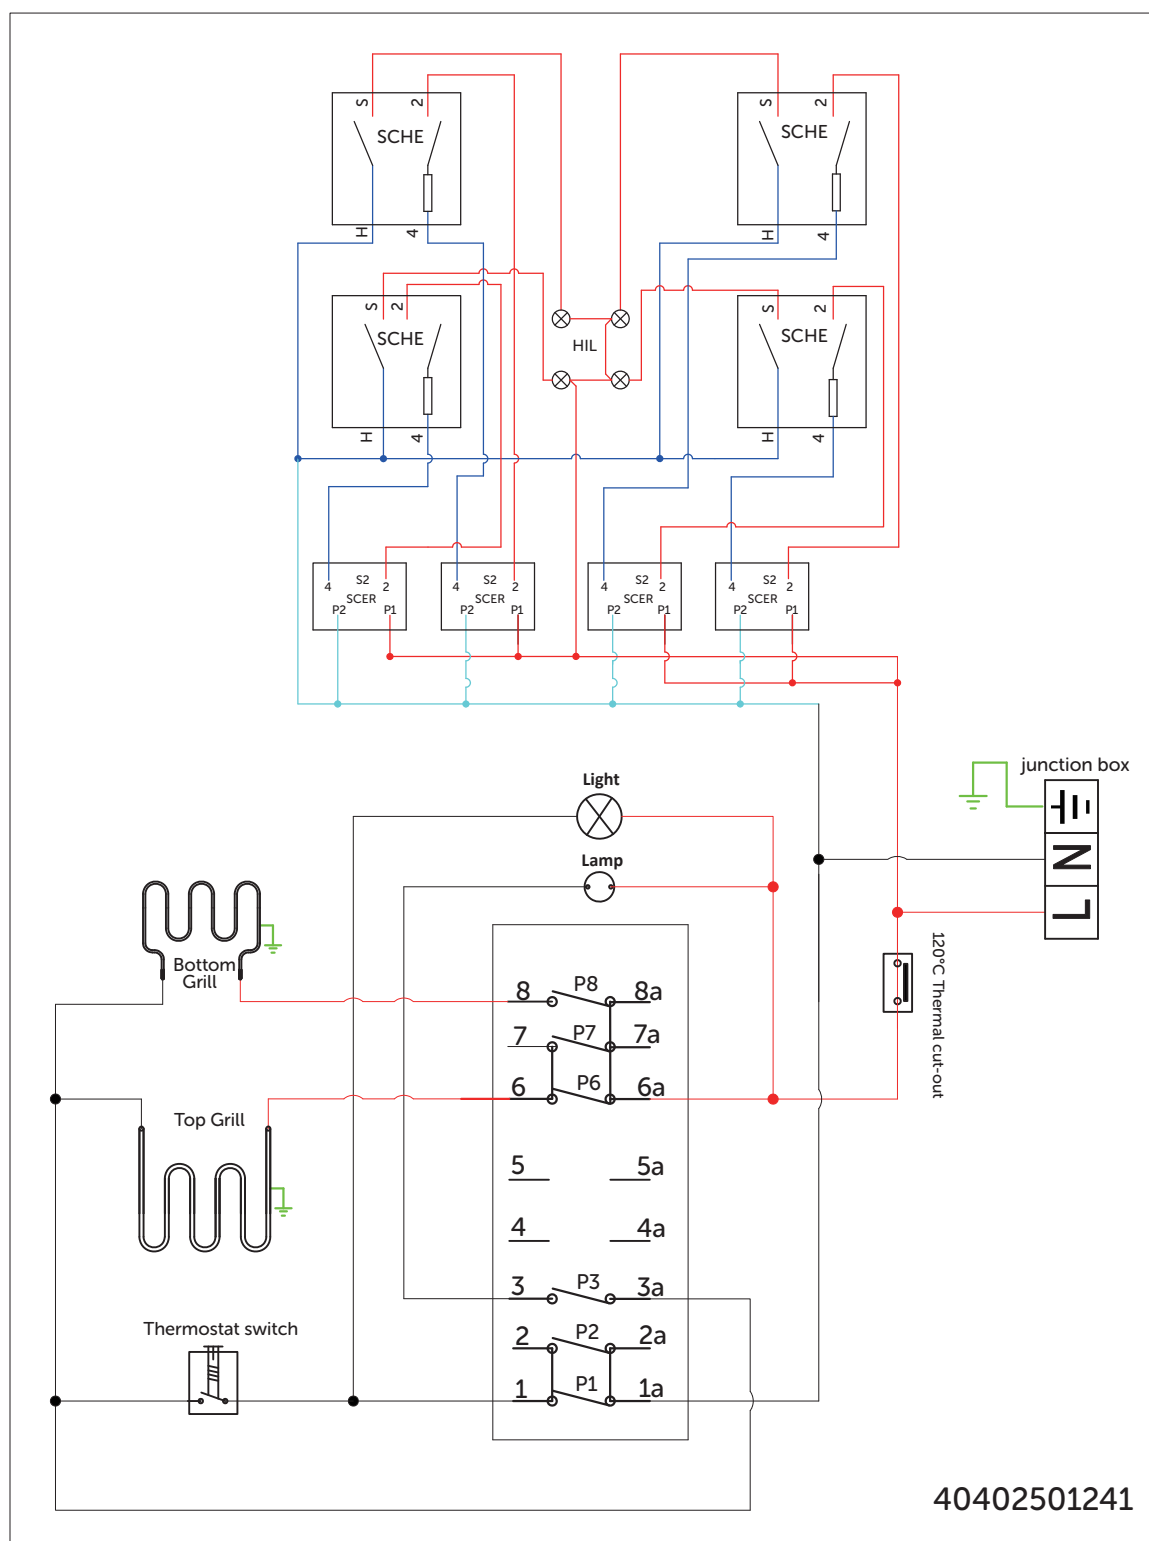 S 2
SCHE
H 4
S 2
SCHE
H 4
S 2
SCHE
H 4
S 2
SCHE
H 4
HIL
4 S2 2
SCER
P2 P1
4 S2 2
SCER
P2 P1
4 S2 2
SCER
P2 P1
4 S2 2
SCER
P2 P1
junction box
N
L
Light
Lamp
120°C Thermal cut-out
Bottom
Grill
Top Grill
Thermostat switch
8 P8 8a
7 P7 7a
6 P6 6a
5 5a
4 4a
3 P3 3a
2 P2 2a
1 P1 1a
40402501241